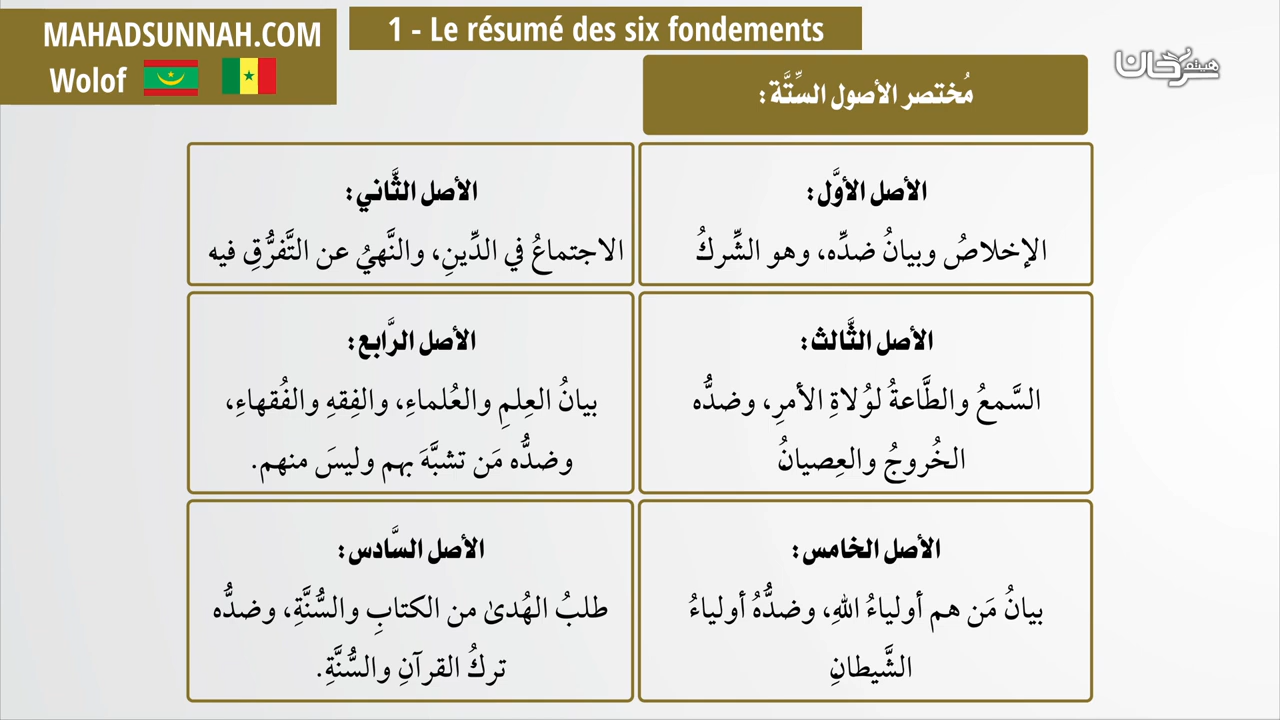 MAHADSUNNAH.COM
Wolof
1 - Le résumé des six fondements
هيثم سرحان
مُختصر الأصول السِّتَّة:
الأصل الأوَّل:
الإخلاصُ وبيانُ ضدِّه، وهو الشِّركُ
الأصل الثَّاني:
الاجتماعُ في الدِّينِ، والنَّهيُ عن التَّفرُّقِ فيه
الأصل الثَّالث:
السَّمعُ والطَّاعةُ لوُلاةِ الأمرِ، وضدُّه
الخُروجُ والعِصيانُ
الأصل الرَّابع:
بيانُ العِلمِ والعُلماءِ، والفِقهِ والفُقهاءِ،
وضدُّه مَن تشبَّهَ بهم وليسَ منهم.
الأصل الخامس:
بيانُ مَن هم أولياءُ اللهِ، وضدُّهُ أولياءُ
الشَّيطانِ
الأصل السَّادس:
طلبُ الهُدىٰ من الكتابِ والسُّنَّةِ، وضدُّه
تركُ القرآنِ والسُّنَّةِ.